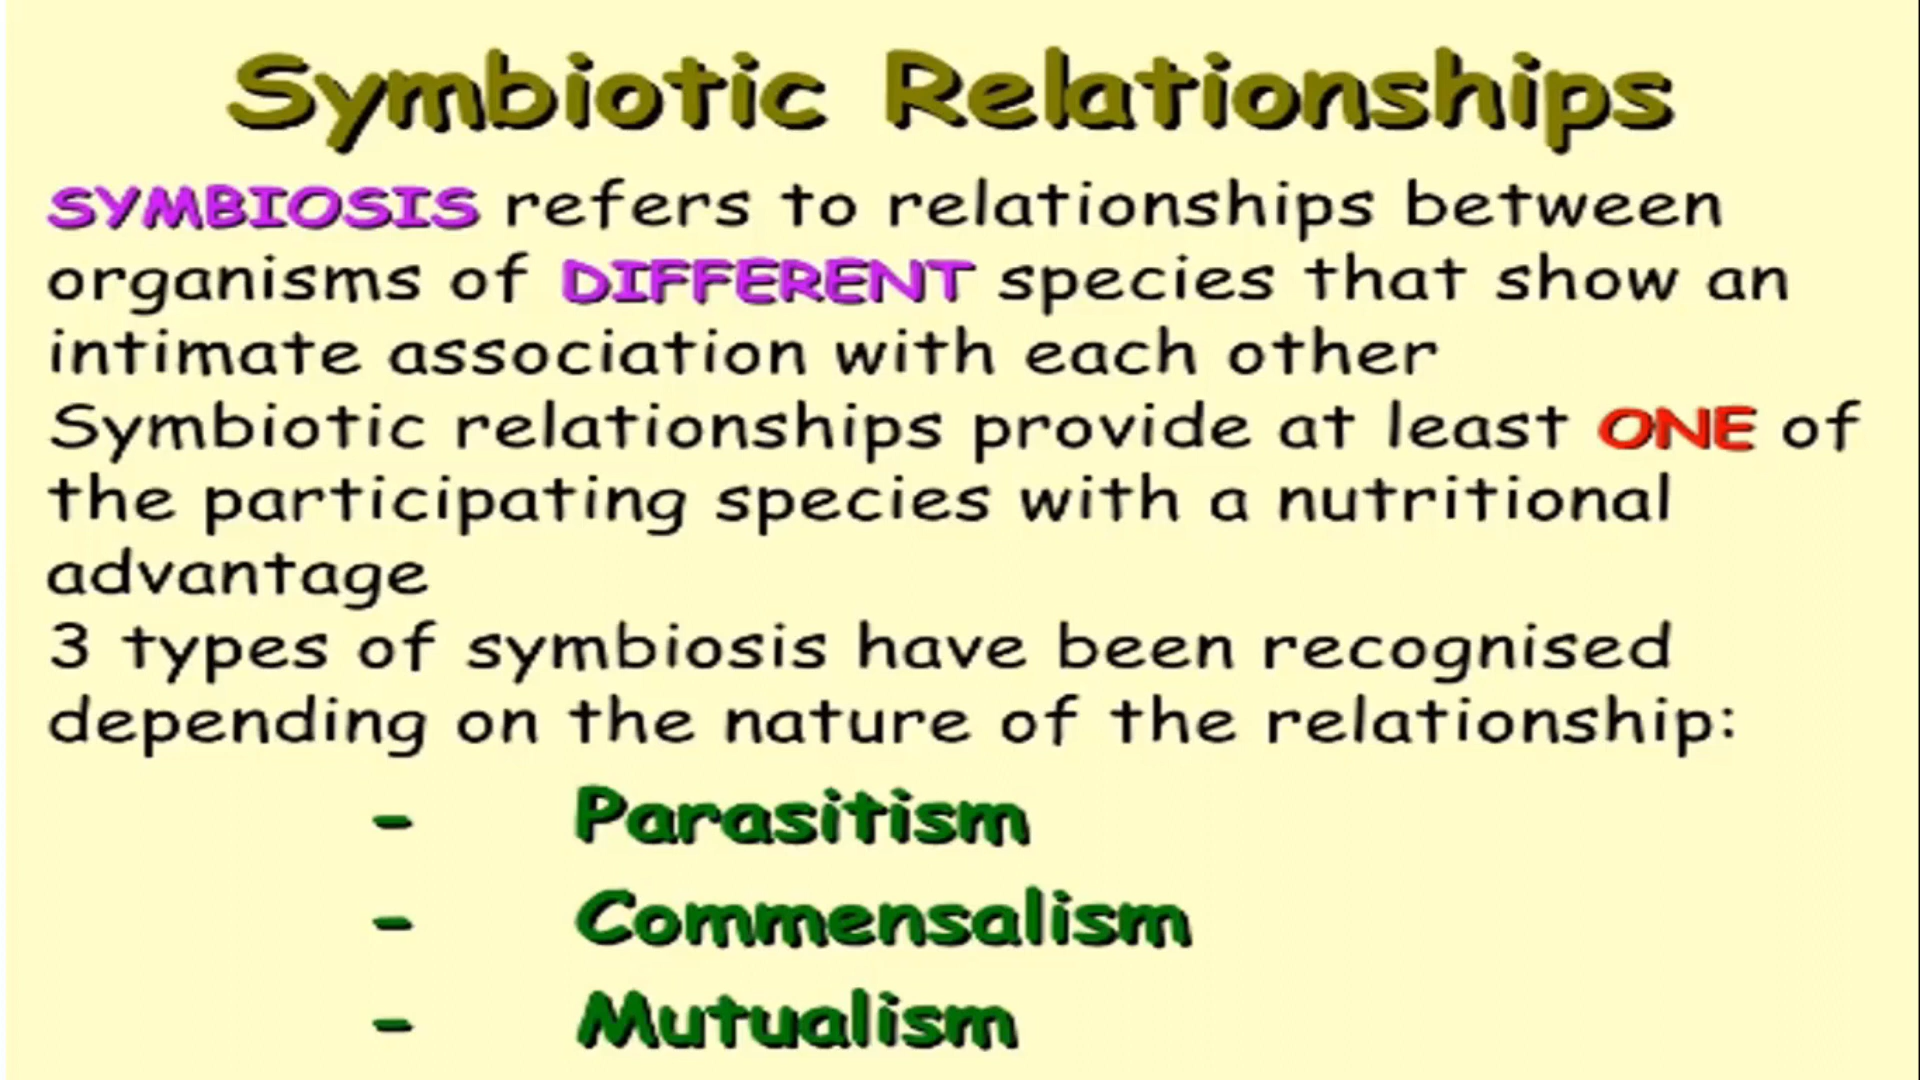 Symbiotic Relationships
SYMBIOSIS refers to relationships between
organisms of DIFFERENT species that show an
intimate association with each other
Symbiotic relationships provide at least ONE of
the participating species with a nutritional
advantage
3 types of symbiosis have been recognised
depending on the nature of the relationship:
- Parasitism
- Commensalism
- Mutualism